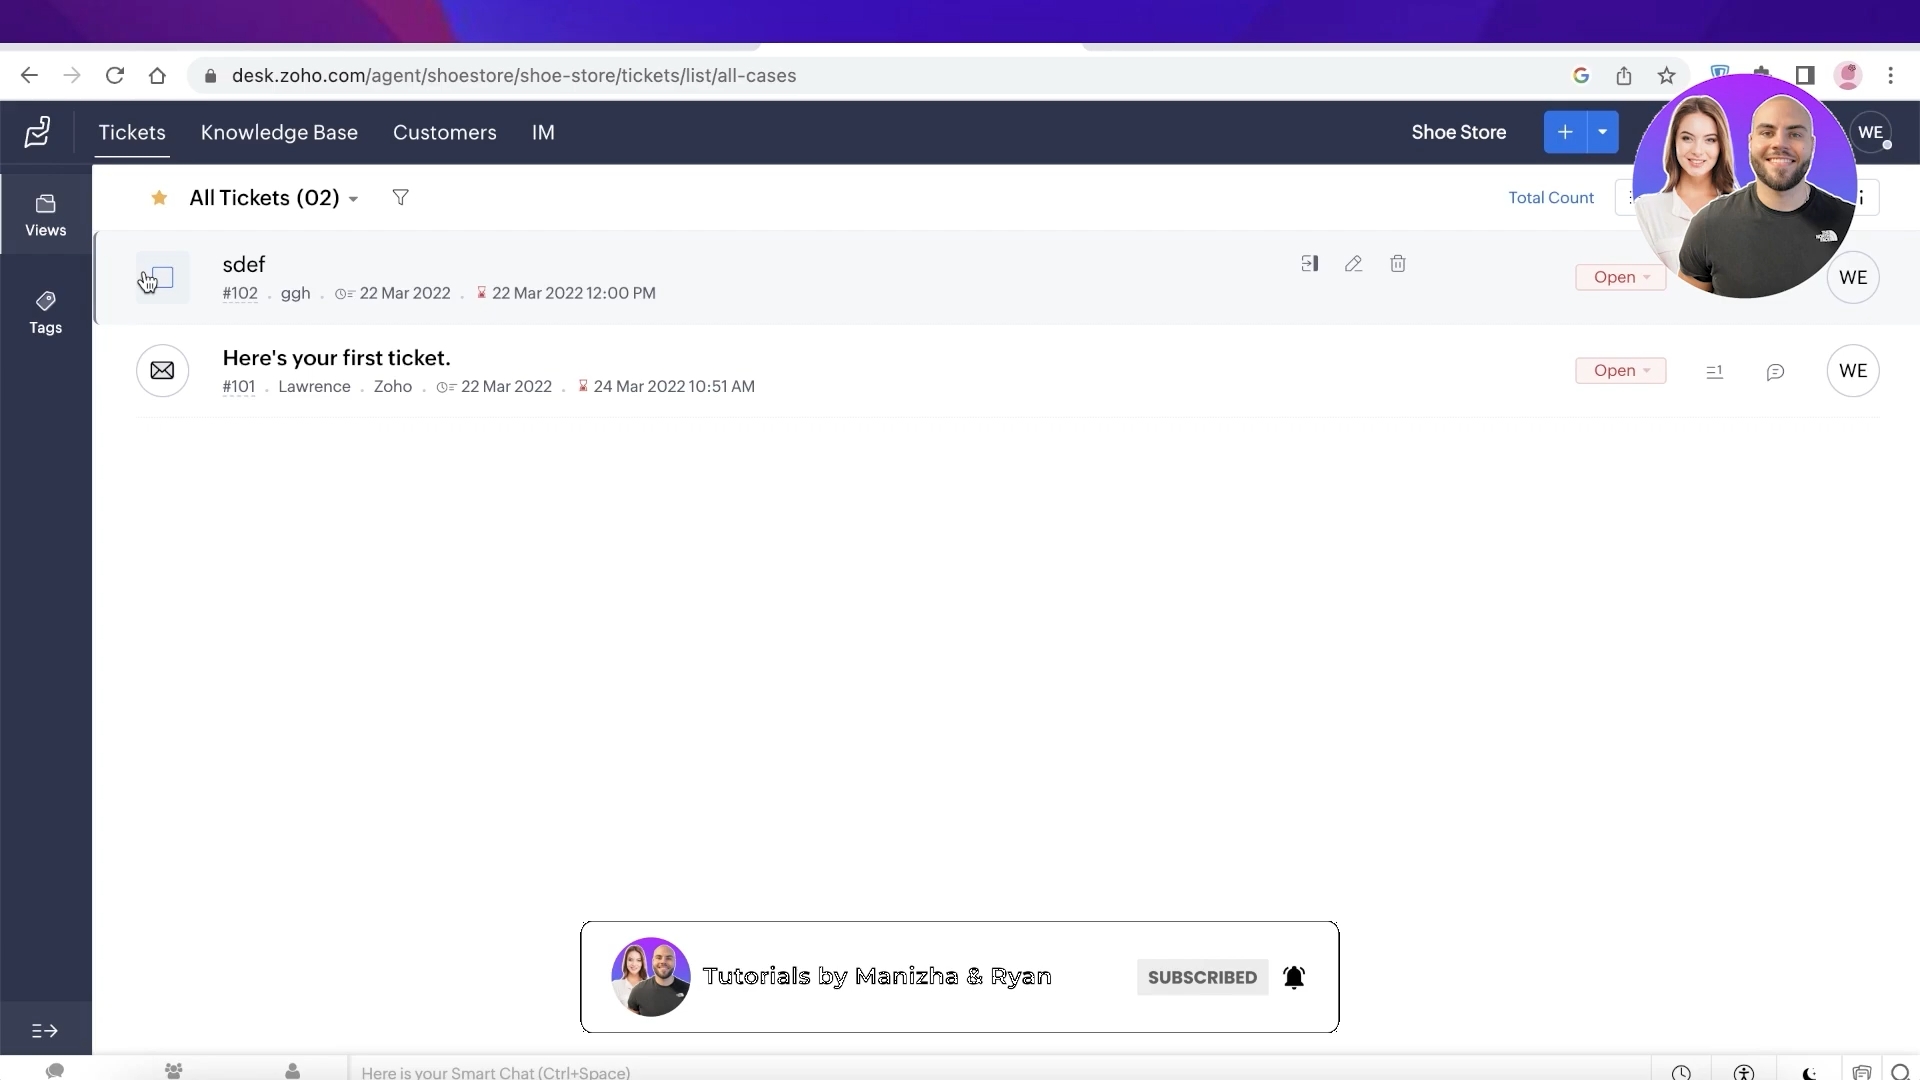 desk.zoho.com/agent/shoestore/shoe-store/tickets/list/all-cases
Tickets Knowledge Base Customers IM Shoe Store WE
Views
Tags
All Tickets (02) Total Count
sdef
#102 . ggh . 22 Mar 2022 . 22 Mar 2022 12:00 PM Open WE
Here's your first ticket.
#101 . Lawrence . Zoho . 22 Mar 2022 . 24 Mar 2022 10:51 AM Open 1 WE
Tutorials by Manizha & Ryan SUBSCRIBED
Here is your Smart Chat (Ctrl+Space)